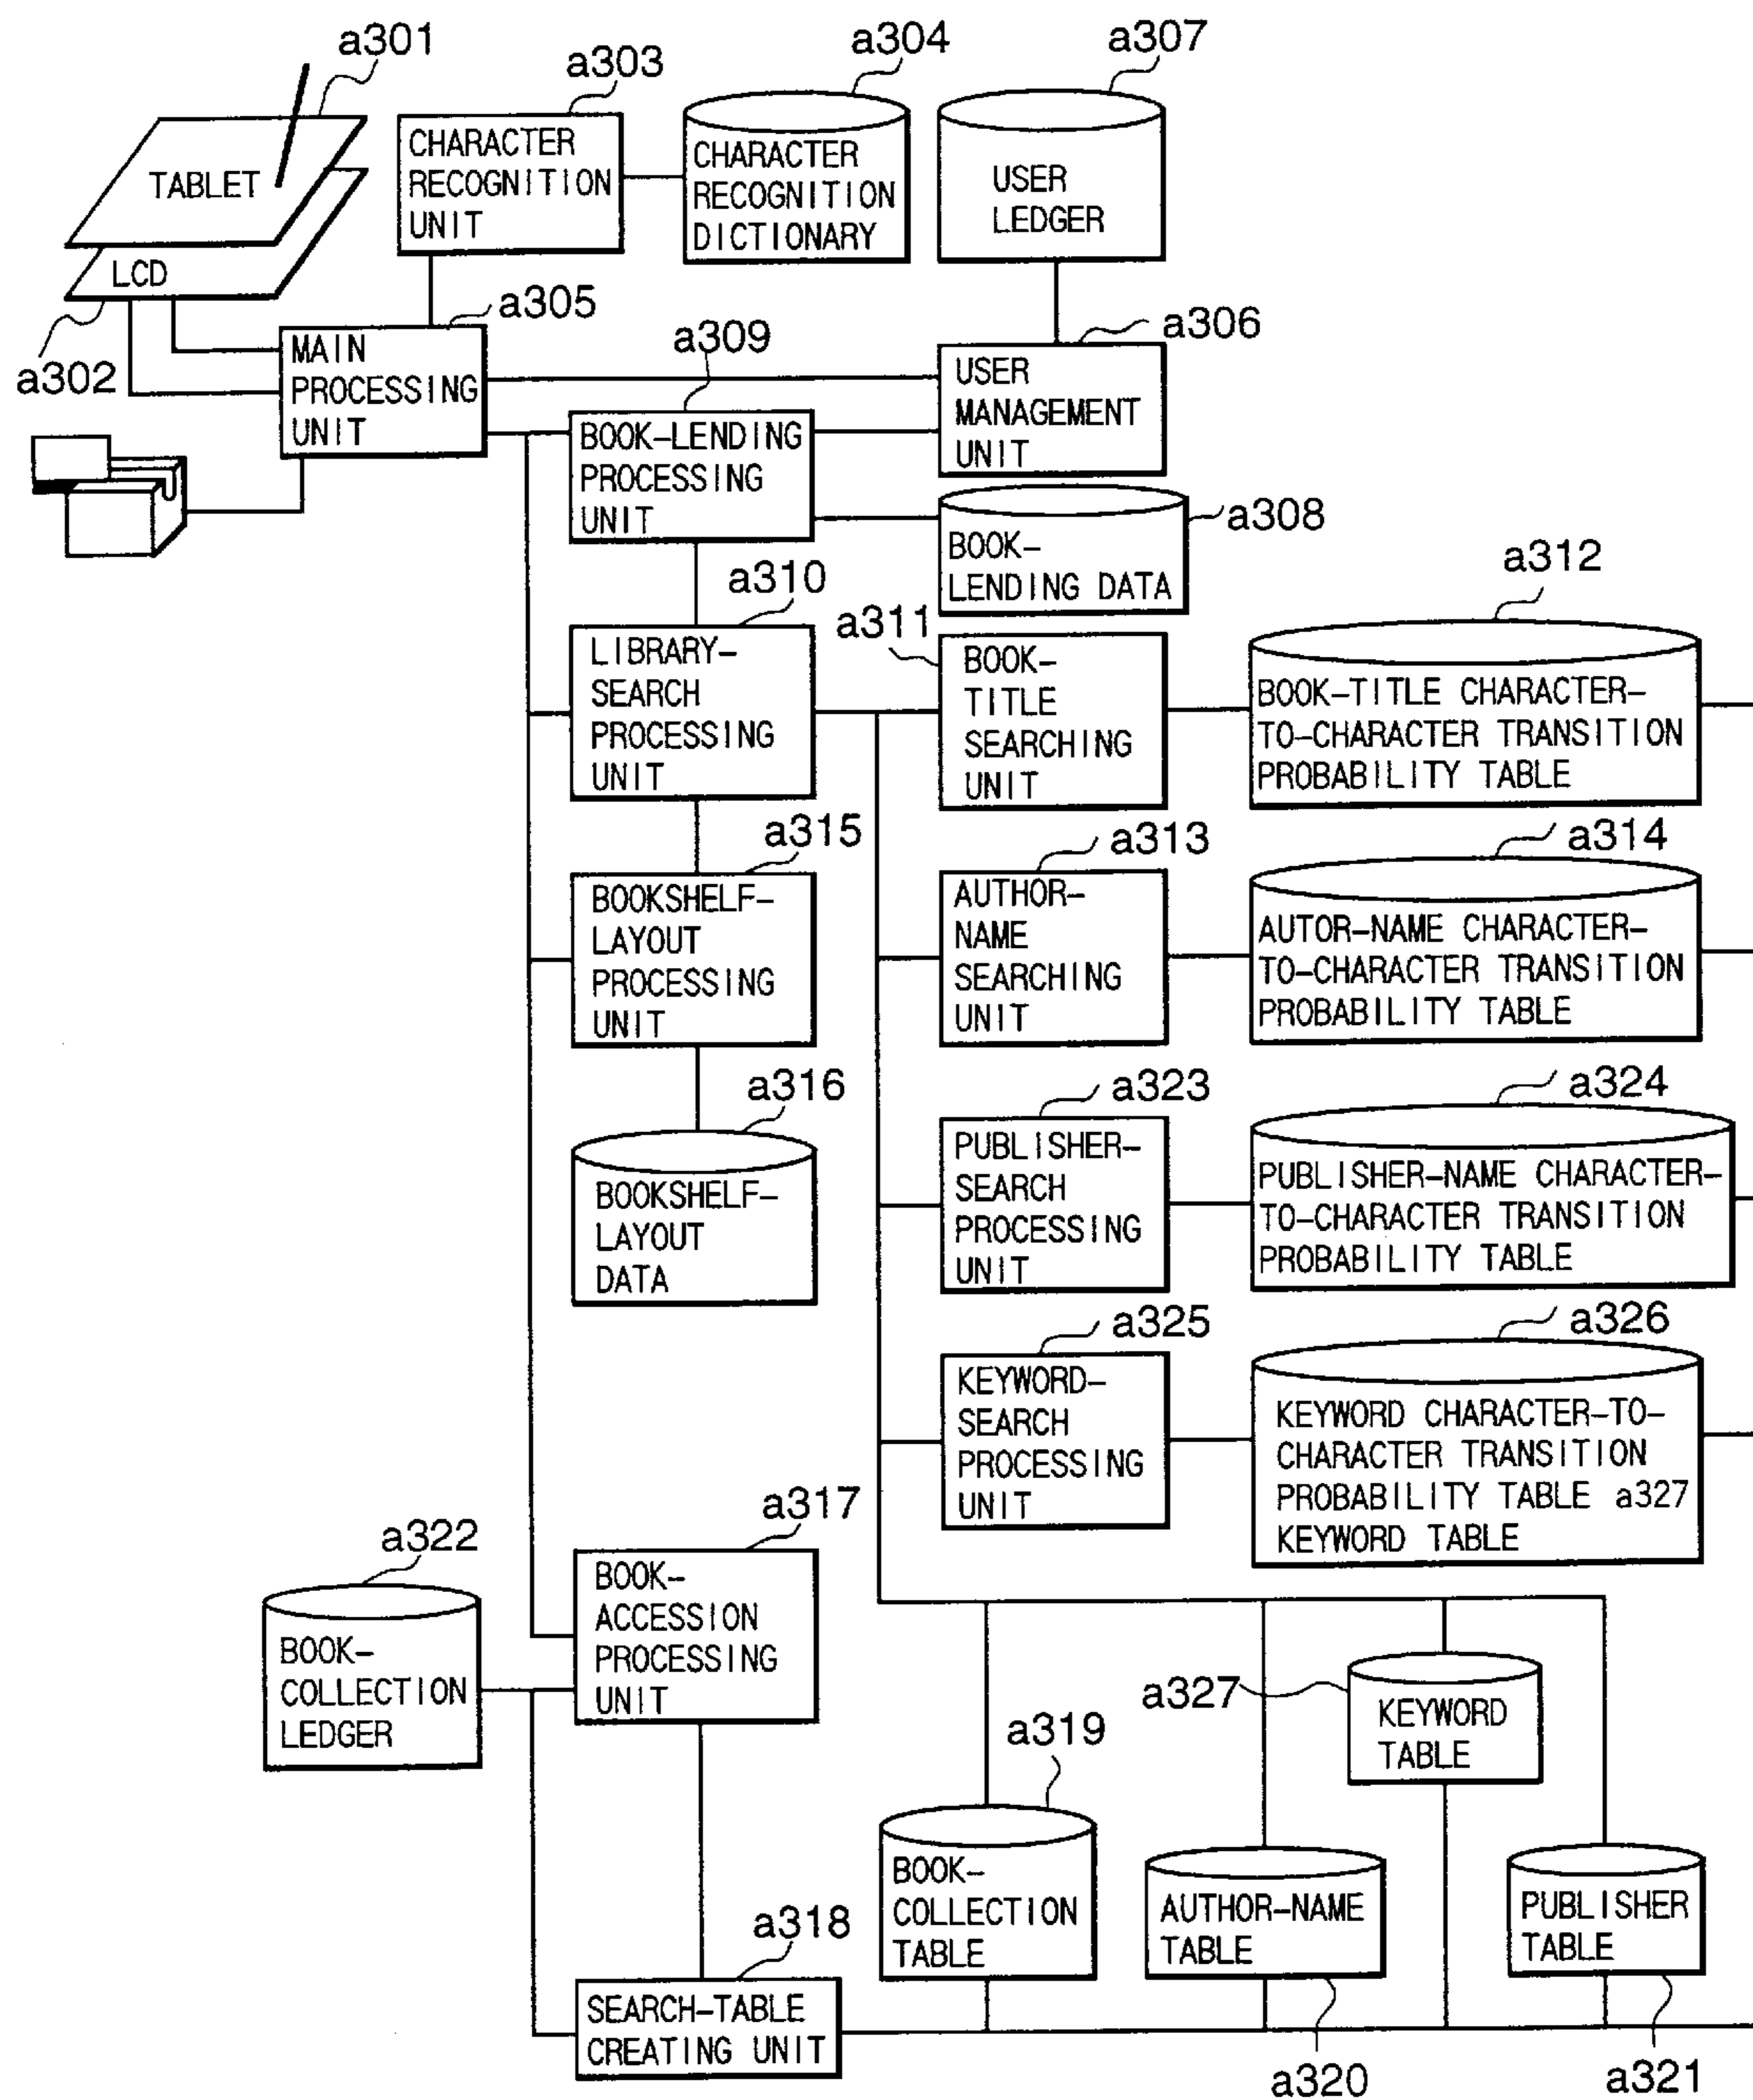 a301
a303
a304
a307
TABLET
CHARACTER
RECOGNITION
UNIT
CHARACTER
RECOGNITION
DICTIONARY
USER
LEDGER
LCD
a302
a305
MAIN
PROCESSING
UNIT
a309
a306
USER
MANAGEMENT
UNIT
BOOK-LENDING
PROCESSING
UNIT
a308
BOOK-
LENDING DATA
a310
LIBRARY-
SEARCH
PROCESSING
UNIT
a311
BOOK-
TITLE
SEARCHING
UNIT
a312
BOOK-TITLE CHARACTER-
TO-CHARACTER TRANSITION
PROBABILITY TABLE
a315
BOOKSHELF-
LAYOUT
PROCESSING
UNIT
a313
AUTHOR-
NAME
SEARCHING
UNIT
a314
AUTOR-NAME CHARACTER-
TO-CHARACTER TRANSITION
PROBABILITY TABLE
a316
BOOKSHELF-
LAYOUT
DATA
a323
PUBLISHER-
SEARCH
PROCESSING
UNIT
a324
PUBLISHER-NAME CHARACTER-
TO-CHARACTER TRANSITION
PROBABILITY TABLE
a325
KEYWORD-
SEARCH
PROCESSING
UNIT
a326
KEYWORD CHARACTER-TO-
CHARACTER TRANSITION
PROBABILITY TABLE a327
KEYWORD TABLE
a322
BOOK-
COLLECTION
LEDGER
a317
BOOK-
ACCESSION
PROCESSING
UNIT
a327
KEYWORD
TABLE
a319
BOOK-
COLLECTION
TABLE
AUTHOR-NAME
TABLE
PUBLISHER
TABLE
a318
SEARCH-TABLE
CREATING UNIT
a320
a321